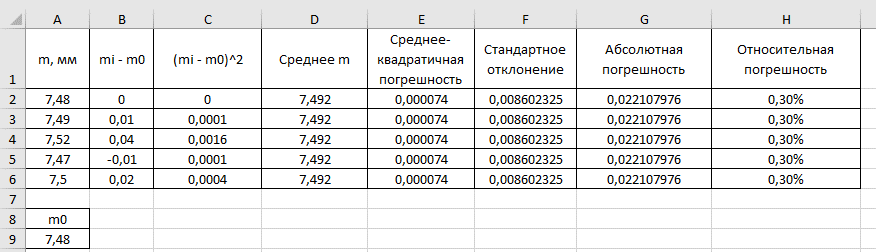 A B C D E F G H
1 m, мм mi - m0 (mi - m0)^2 Среднее m Среднее-квадратичная погрешность Стандартное отклонение Абсолютная погрешность Относительная погрешность
2 7,48 0 0 7,492 0,000074 0,008602325 0,022107976 0,30%
3 7,49 0,01 0,0001 7,492 0,000074 0,008602325 0,022107976 0,30%
4 7,52 0,04 0,0016 7,492 0,000074 0,008602325 0,022107976 0,30%
5 7,47 -0,01 0,0001 7,492 0,000074 0,008602325 0,022107976 0,30%
6 7,5 0,02 0,0004 7,492 0,000074 0,008602325 0,022107976 0,30%
7
8 m0
9 7,48